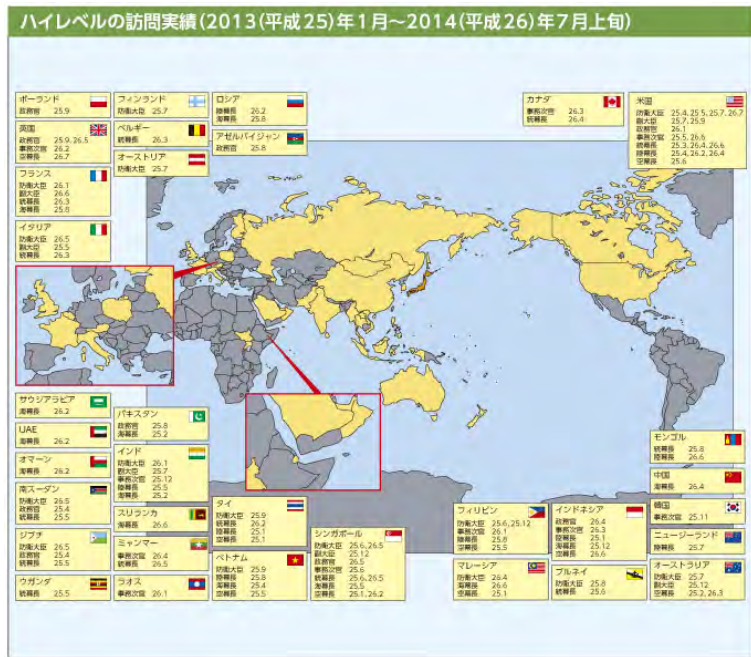 ハイレベルの訪問実績(2013(平成25)年1月～2014(平成26)年7月上旬)
ポーランド
政務官 25.9
フィンランド
防衛大臣 25.7
ロシア
陸幕長 26.2
海幕長 25.8
カナダ
事務次官 26.3
統幕長 26.4
米国
防衛大臣 25.4, 25.5, 25.7, 26.7
副大臣 25.7, 25.9
政務官 26.1
事務次官 25.5, 26.6
統幕長 25.3, 26.4, 26.6
陸幕長 25.4, 26.2, 26.4
空幕長 25.6
英国
政務官 25.9, 26.5
事務次官 26.2
空幕長 26.7
ベルギー
統幕長 26.3
アゼルバイジャン
政務官 25.8
オーストリア
防衛大臣 25.7
フランス
防衛大臣 26.1
副大臣 26.6
統幕長 26.3
海幕長 25.6
イタリア
防衛大臣 26.5
副大臣 25.5
統幕長 26.3
サウジアラビア
海幕長 26.2
UAE
海幕長 26.2
オマーン
海幕長 26.2
南スーダン
防衛大臣 26.5
政務官 25.4
統幕長 25.5
ジブチ
防衛大臣 26.5
政務官 25.4
統幕長 25.5
ウガンダ
統幕長 25.5
パキスタン
政務官 25.8
海幕長 25.2
インド
防衛大臣 26.1
副大臣 25.7
事務次官 25.12
陸幕長 25.5
海幕長 25.2
スリランカ
海幕長 26.6
ミャンマー
事務次官 26.4
統幕長 26.5
ラオス
事務次官 26.1
タイ
防衛大臣 25.9
統幕長 26.2
陸幕長 25.1
空幕長 25.1
ベトナム
防衛大臣 25.9
陸幕長 25.8
海幕長 25.4
空幕長 25.5
シンガポール
防衛大臣 25.6, 26.5
副大臣 25.12
政務官 26.5
事務次官 25.6
統幕長 25.6, 26.5
海幕長 25.5
空幕長 25.1, 26.2
フィリピン
防衛大臣 25.6, 25.12
事務次官 26.1
陸幕長 25.8
空幕長 25.5
マレーシア
防衛大臣 26.4
海幕長 26.6
空幕長 25.1
インドネシア
政務官 26.4
事務次官 26.3
陸幕長 25.1
海幕長 25.12
空幕長 26.6
ブルネイ
防衛大臣 25.8
統幕長 25.6
モンゴル
統幕長 25.8
陸幕長 26.6
中国
海幕長 26.4
韓国
事務次官 25.11
ニュージーランド
陸幕長 25.7
オーストラリア
防衛大臣 25.7
副大臣 25.12
空幕長 25.2, 26.3